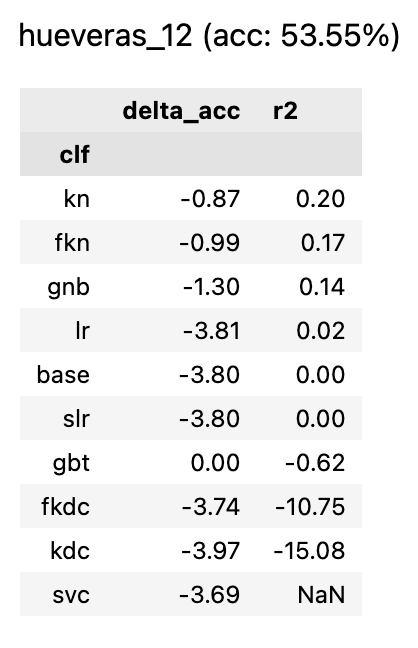 hueveras_12 (acc: 53.55%)
delta_acc r2
clf
kn -0.87 0.20
fkn -0.99 0.17
gnb -1.30 0.14
lr -3.81 0.02
base -3.80 0.00
slr -3.80 0.00
gbt 0.00 -0.62
fkdc -3.74 -10.75
kdc -3.97 -15.08
svc -3.69 NaN